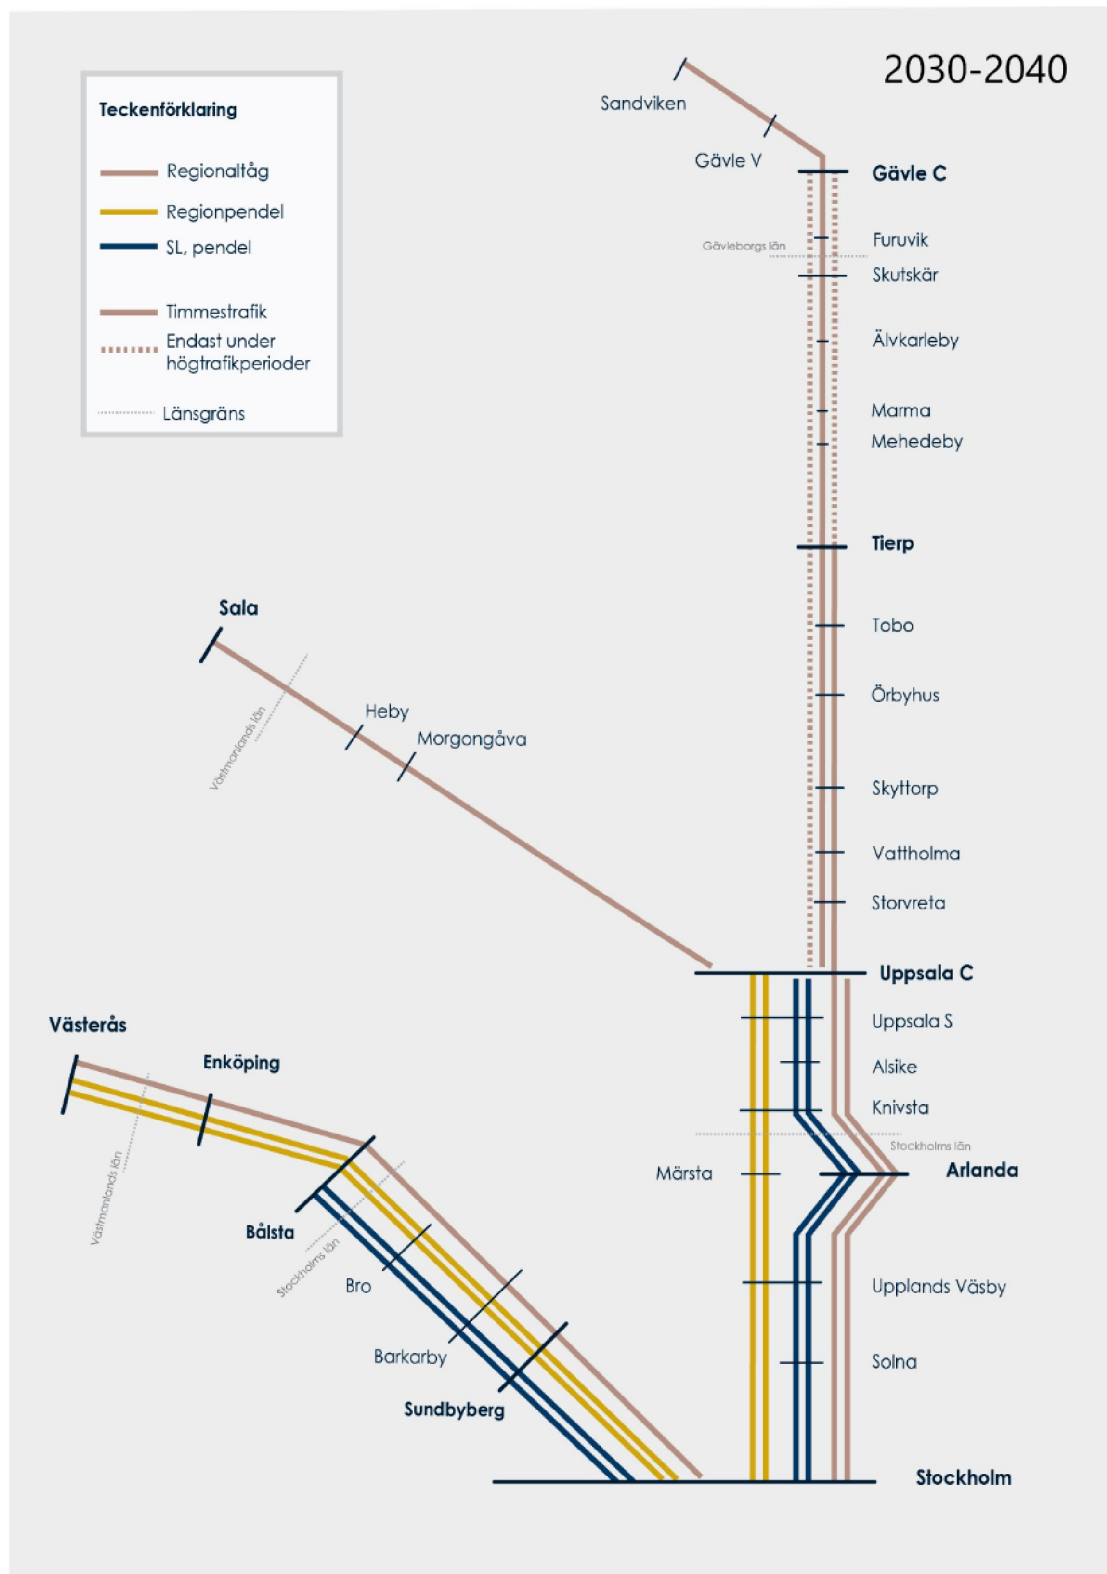 2030-2040
Teckenförklaring
Regionaltåg
Regionpendel
SL, pendel
Timmestrafik
Endast under
högtrafikperioder
Länsgräns
Sandviken
Gävle V
Gävle C
Furuvik
Gävleborgs län
Skutskär
Älvkarleby
Marma
Mehedeby
Tierp
Tobo
Örbyhus
Skyttorp
Vattholma
Storvreta
Sala
Västmanlands län
Heby
Morgongåva
Uppsala C
Uppsala S
Alsike
Knivsta
Stockholms län
Märsta
Arlanda
Upplands Väsby
Solna
Västerås
Enköping
Västmanlands län
Bålsta
Stockholms län
Bro
Barkarby
Sundbyberg
Stockholm